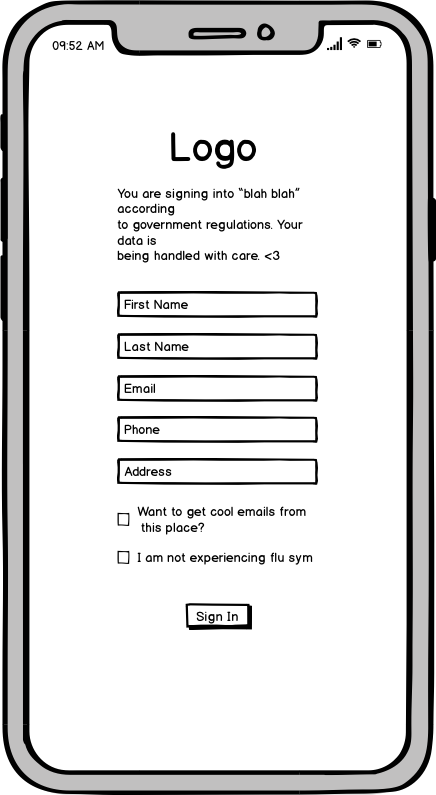 09:52 AM
Logo
You are signing into “blah blah”
according
to government regulations. Your
data is
being handled with care. <3
First Name
Last Name
Email
Phone
Address
Want to get cool emails from
this place?
I am not experiencing flu sym
Sign In